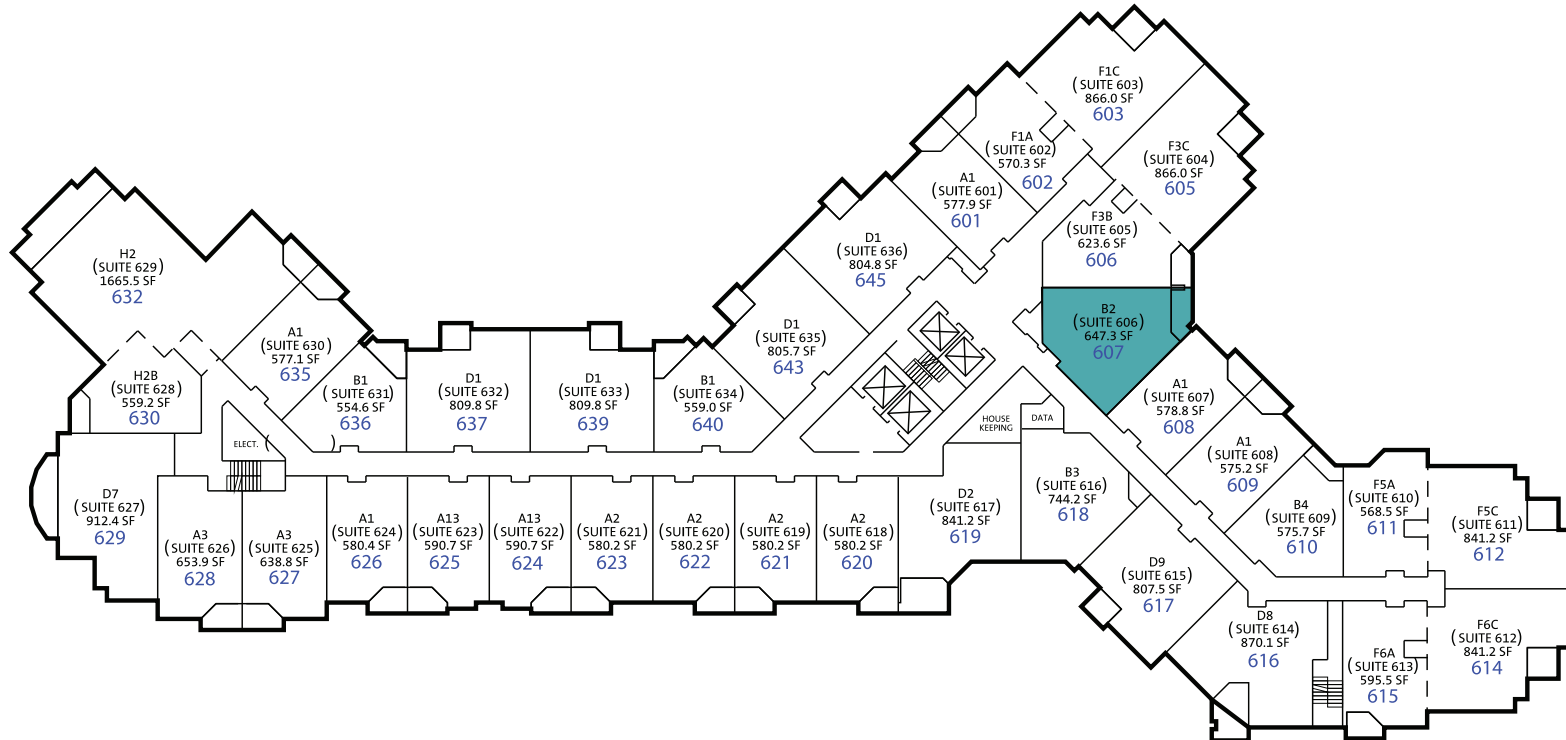 F1C
(SUITE 603)
866.0 SF
603
F1A
(SUITE 602)
570.3 SF
602
F3C
(SUITE 604)
866.0 SF
605
A1
(SUITE 601)
577.9 SF
601
F3B
(SUITE 605)
623.6 SF
606
D1
(SUITE 636)
804.8 SF
645
H2
(SUITE 629)
1665.5 SF
632
B2
(SUITE 606)
647.3 SF
607
D1
(SUITE 635)
805.7 SF
643
A1
(SUITE 630)
577.1 SF
635
H2B
(SUITE 628)
559.2 SF
630
B1
(SUITE 631)
554.6 SF
636
D1
(SUITE 632)
809.8 SF
637
D1
(SUITE 633)
809.8 SF
639
B1
(SUITE 634)
559.0 SF
640
A1
(SUITE 607)
578.8 SF
608
HOUSE
KEEPING
DATA
ELECT.
( )
A1
(SUITE 608)
575.2 SF
609
B3
(SUITE 616)
744.2 SF
618
D7
(SUITE 627)
912.4 SF
629
A3
(SUITE 626)
653.9 SF
628
A3
(SUITE 625)
638.8 SF
627
A1
(SUITE 624)
580.4 SF
626
A13
(SUITE 623)
590.7 SF
625
A13
(SUITE 622)
590.7 SF
624
A2
(SUITE 621)
580.2 SF
623
A2
(SUITE 620)
580.2 SF
622
A2
(SUITE 619)
580.2 SF
621
A2
(SUITE 618)
580.2 SF
620
D2
(SUITE 617)
841.2 SF
619
B4
(SUITE 609)
575.7 SF
610
F5A
(SUITE 610)
568.5 SF
611
F5C
(SUITE 611)
841.2 SF
612
D9
(SUITE 615)
807.5 SF
617
D8
(SUITE 614)
870.1 SF
616
F6A
(SUITE 613)
595.5 SF
615
F6C
(SUITE 612)
841.2 SF
614